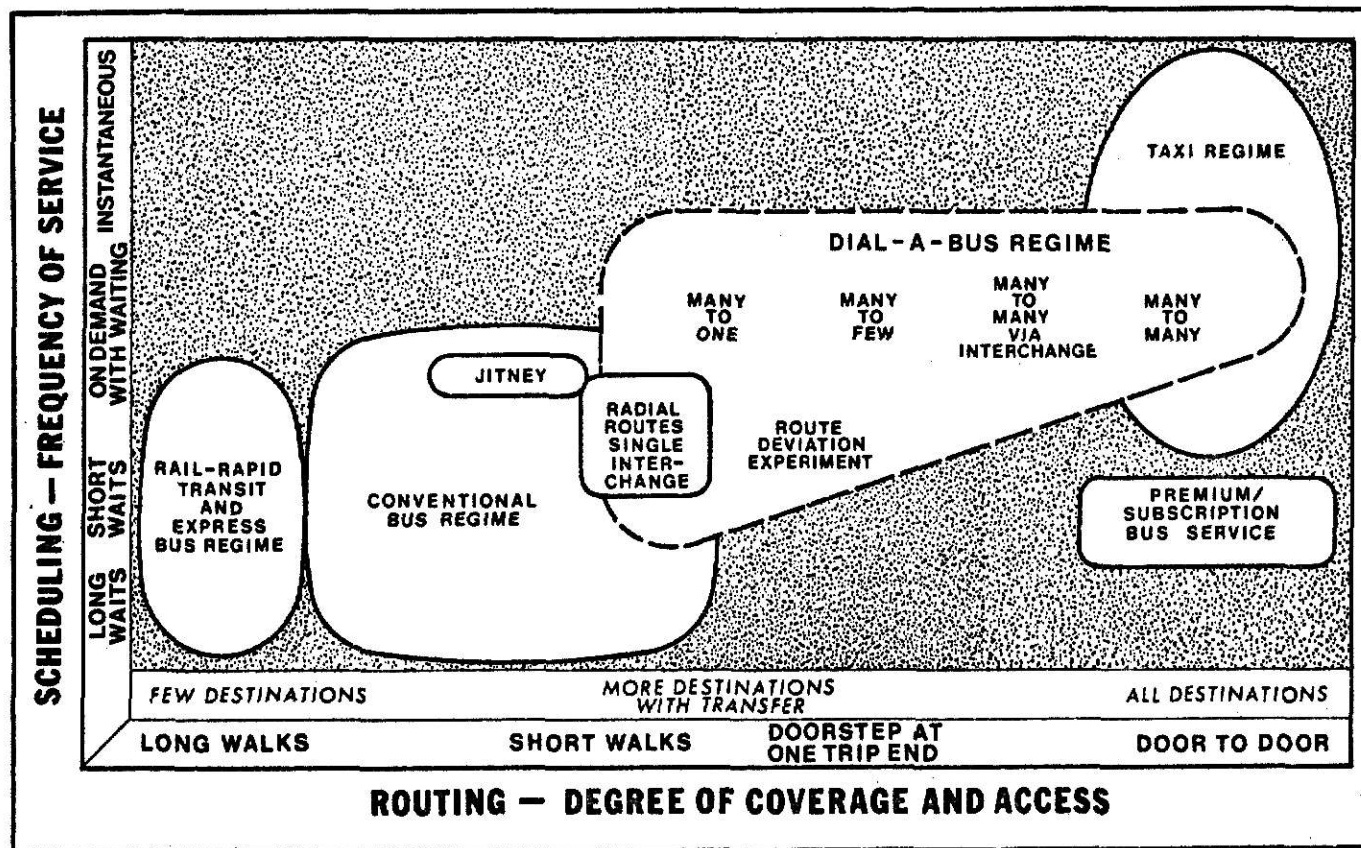 SCHEDULING — FREQUENCY OF SERVICE
INSTANTANEOUS
ON DEMAND
WITH WAITING
SHORT
WAITS
LONG
WAITS
TAXI REGIME
DIAL-A-BUS REGIME
MANY
TO
ONE
MANY
TO
FEW
MANY
TO
MANY
VIA
INTERCHANGE
MANY
TO
MANY
JITNEY
RADIAL
ROUTES
SINGLE
INTER-
CHANGE
ROUTE
DEVIATION
EXPERIMENT
RAIL-RAPID
TRANSIT
AND
EXPRESS
BUS REGIME
CONVENTIONAL
BUS REGIME
PREMIUM/
SUBSCRIPTION
BUS SERVICE
FEW DESTINATIONS
MORE DESTINATIONS
WITH TRANSFER
ALL DESTINATIONS
LONG WALKS
SHORT WALKS
DOORSTEP AT
ONE TRIP END
DOOR TO DOOR
ROUTING — DEGREE OF COVERAGE AND ACCESS